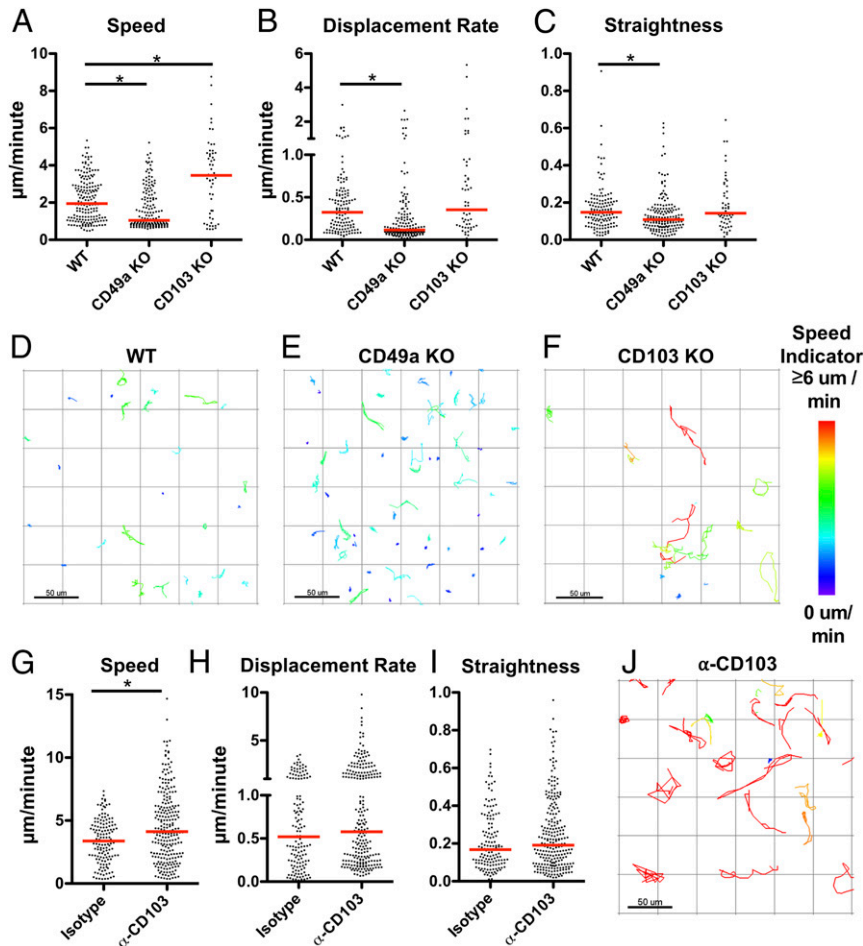 A Speed
B Displacement Rate
C Straightness
µm/minute
10
8
6
4
2
0
*
*
WT
CD49a KO
CD103 KO
µm/minute
6
4
2
1.0
0.5
0.0
*
WT
CD49a KO
CD103 KO
1.0
0.8
0.6
0.4
0.2
0.0
*
WT
CD49a KO
CD103 KO
D WT
50 um
E CD49a KO
50 um
F CD103 KO
50 um
Speed
Indicator
≥6 um /
min
0 um/
min
G Speed
H Displacement Rate
I Straightness
J α-CD103
µm/minute
15
10
5
0
*
Isotype
α-CD103
µm/minute
10
8
6
4
2
1.0
0.5
0.0
Isotype
α-CD103
1.0
0.8
0.6
0.4
0.2
0.0
Isotype
α-CD103
50 um